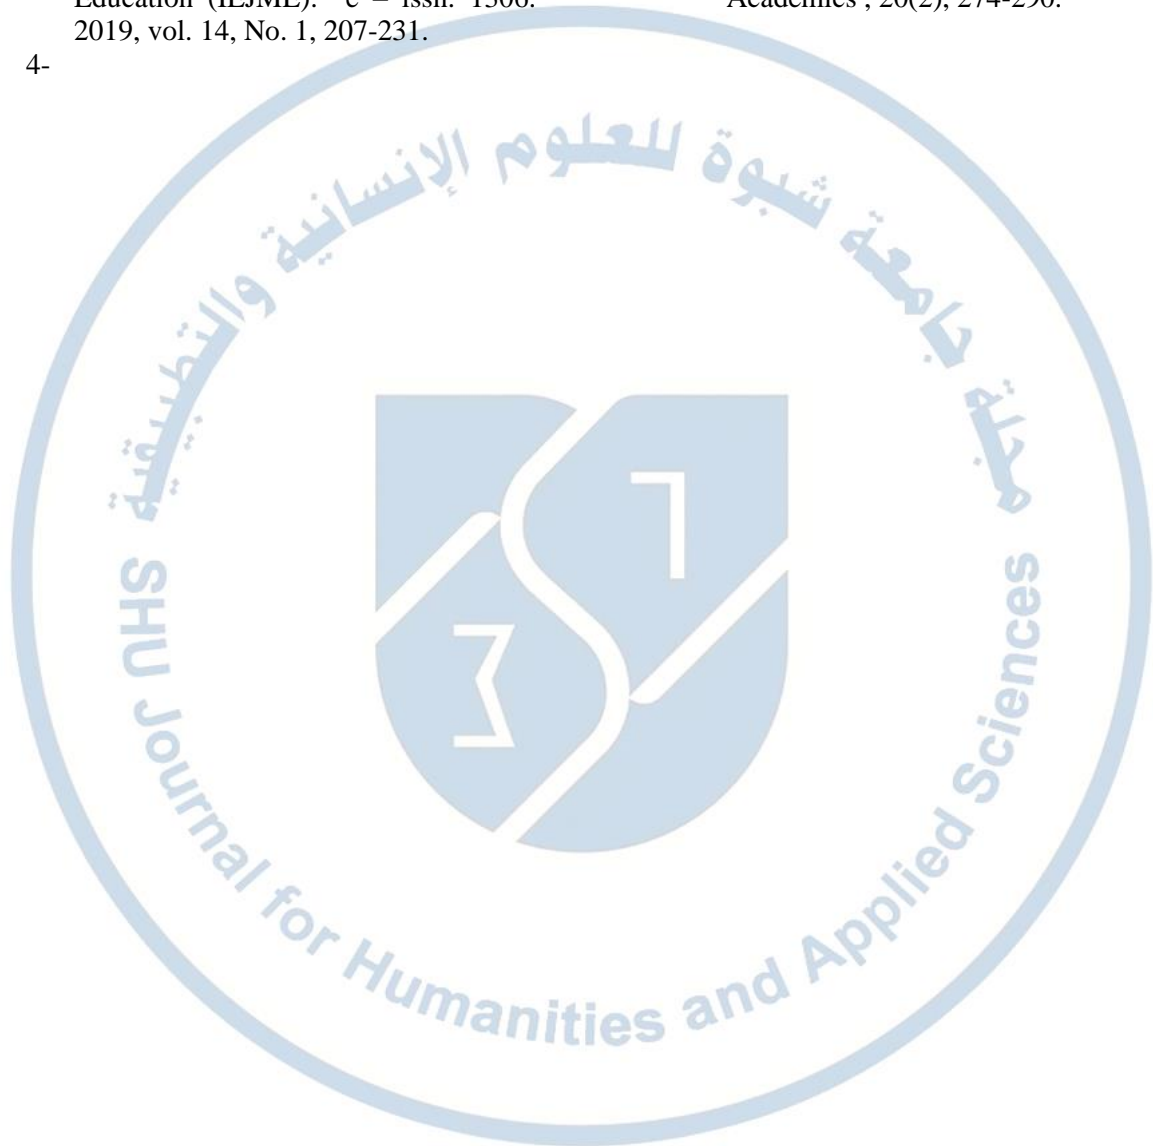 Education (IEJME). e – issn: 1306.
2019, vol. 14, No. 1, 207-231.
4-
Academics , 20(2), 274-290.
مجلة جامعة شبوة للعلوم الإنسانية والتطبيقية
SHU Journal for Humanities and Applied Sciences